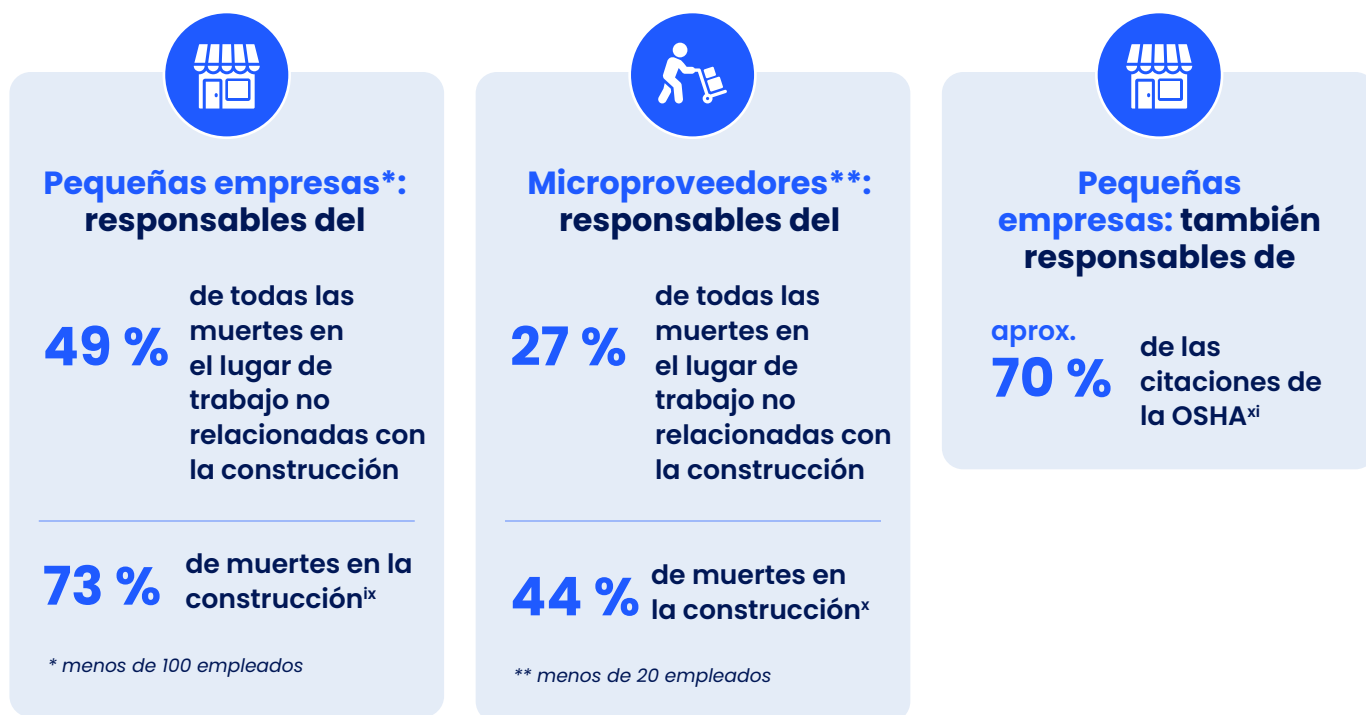 Pequeñas empresas*:
responsables del
49 %
de todas las
muertes en
el lugar de
trabajo no
relacionadas con
la construcción
73 %
de muertes en la
construcciónix
* menos de 100 empleados
Microproveedores**:
responsables del
27 %
de todas las
muertes en
el lugar de
trabajo no
relacionadas con
la construcción
44 %
de muertes en
la construcciónx
** menos de 20 empleados
Pequeñas
empresas: también
responsables de
aprox.
70 %
de las
citaciones de
la OSHAxi